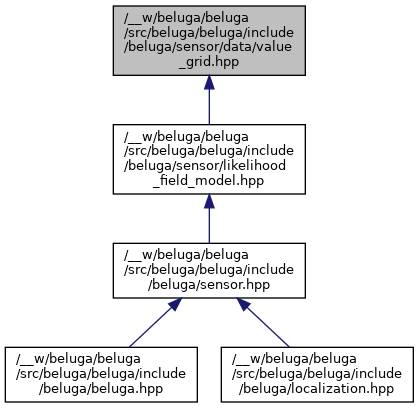 /__w/beluga/beluga
/src/beluga/beluga/include
/beluga/sensor/data/value
_grid.hpp
/__w/beluga/beluga
/src/beluga/beluga/include
/beluga/sensor/likelihood
_field_model.hpp
/__w/beluga/beluga
/src/beluga/beluga/include
/beluga/sensor.hpp
/__w/beluga/beluga
/src/beluga/beluga/include
/beluga/beluga.hpp
/__w/beluga/beluga
/src/beluga/beluga/include
/beluga/localization.hpp